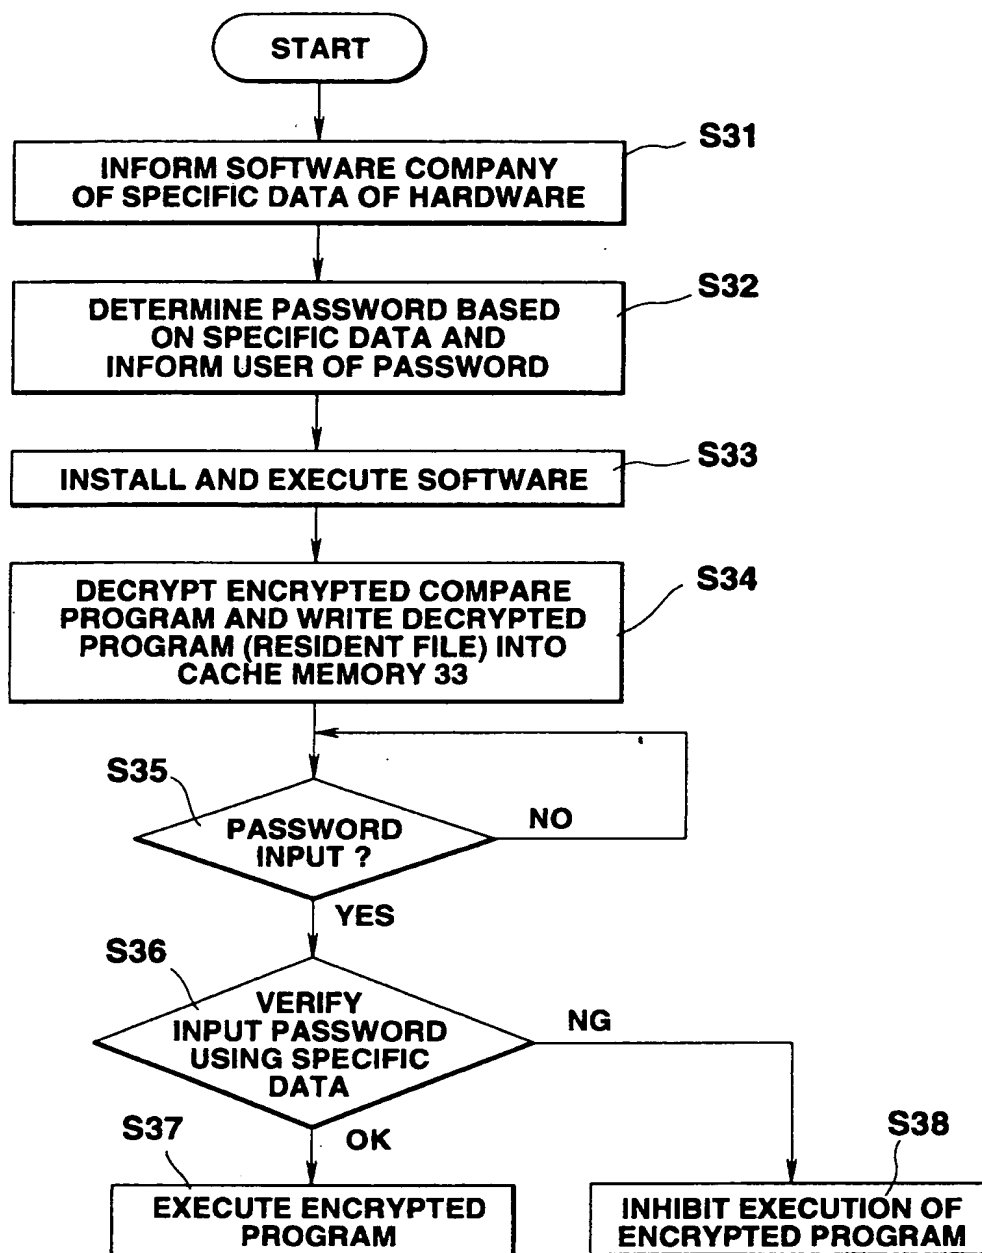 START
S31
INFORM SOFTWARE COMPANY
OF SPECIFIC DATA OF HARDWARE
S32
DETERMINE PASSWORD BASED
ON SPECIFIC DATA AND
INFORM USER OF PASSWORD
S33
INSTALL AND EXECUTE SOFTWARE
S34
DECRYPT ENCRYPTED COMPARE
PROGRAM AND WRITE DECRYPTED
PROGRAM (RESIDENT FILE) INTO
CACHE MEMORY 33
S35
PASSWORD
INPUT ?
NO
YES
S36
VERIFY
INPUT PASSWORD
USING SPECIFIC
DATA
NG
OK
S37
EXECUTE ENCRYPTED
PROGRAM
S38
INHIBIT EXECUTION OF
ENCRYPTED PROGRAM